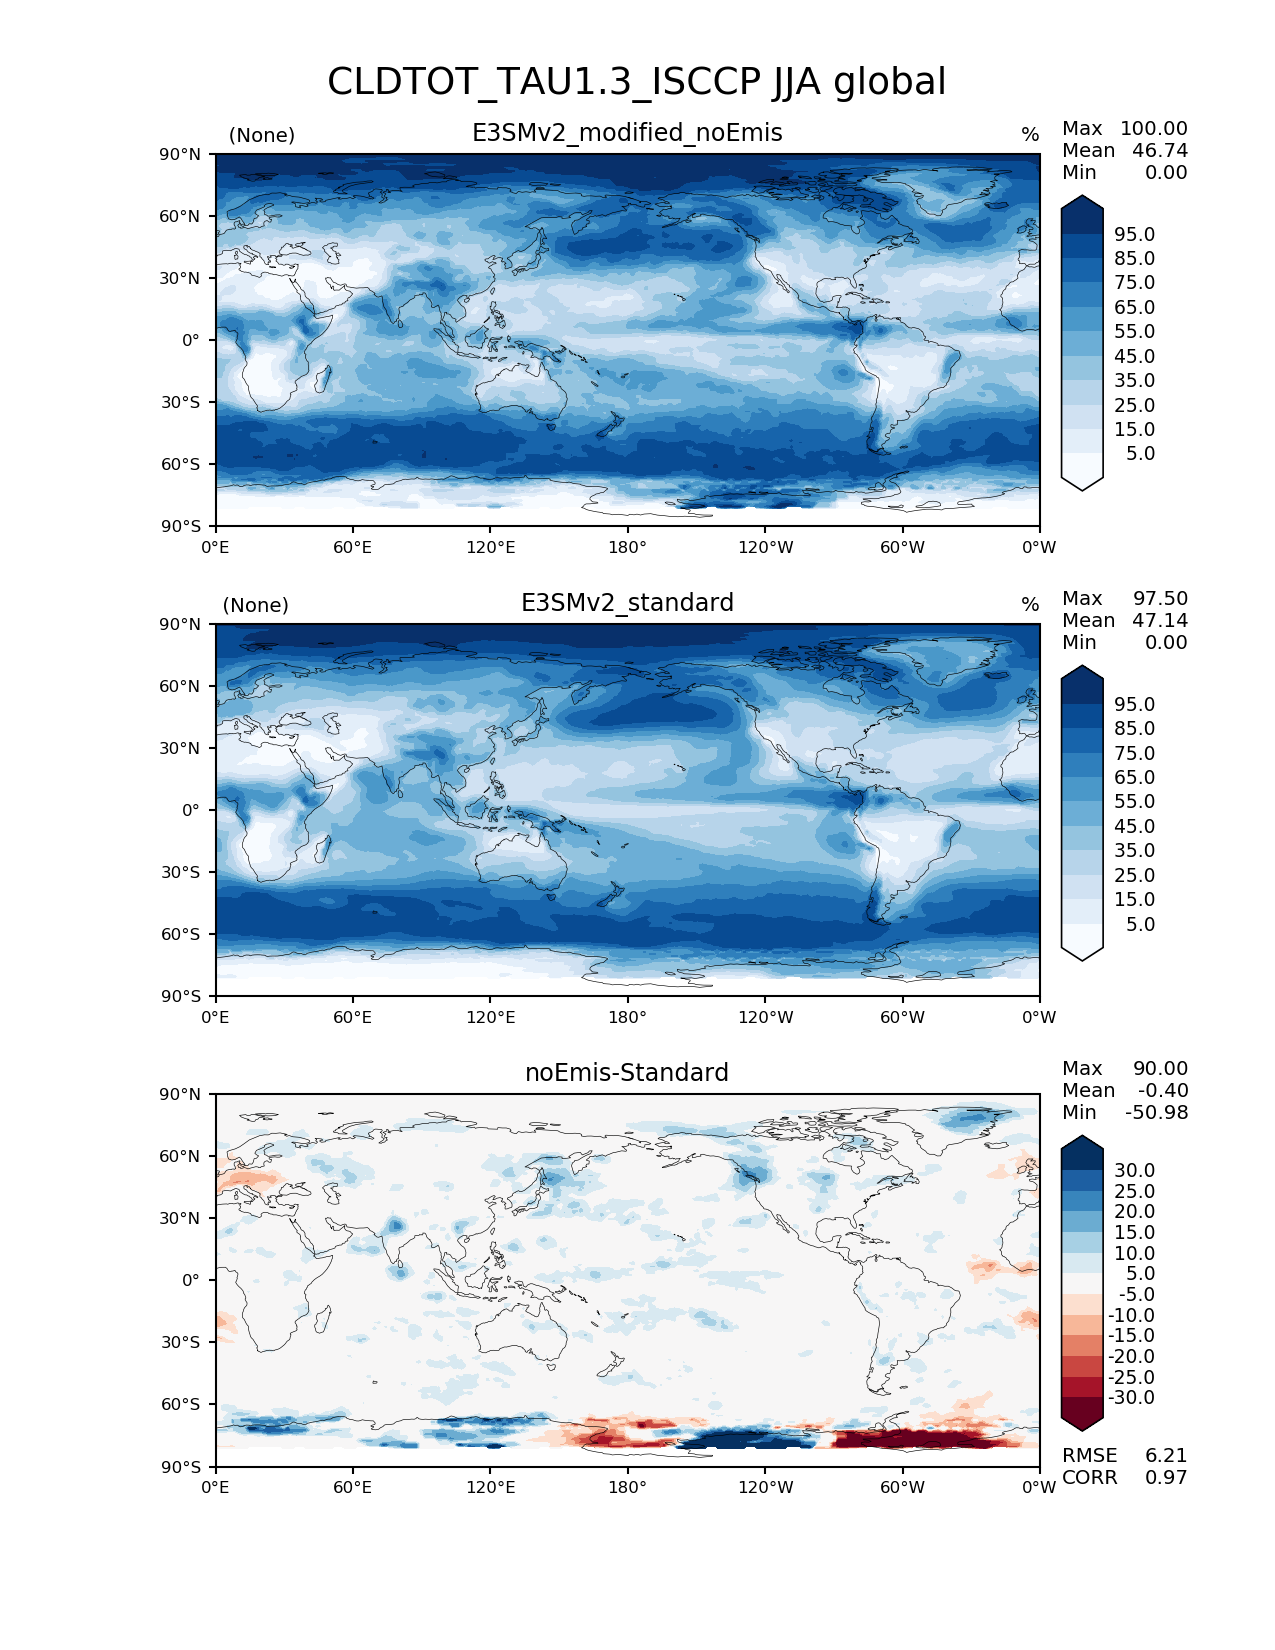 CLDTOT_TAU1.3_ISCCP JJA global
(None) E3SMv2_modified_noEmis %
Max 100.00
Mean 46.74
Min 0.00
90°N
60°N
30°N
0°
30°S
60°S
90°S
0°E 60°E 120°E 180° 120°W 60°W 0°W
95.0
85.0
75.0
65.0
55.0
45.0
35.0
25.0
15.0
5.0
(None) E3SMv2_standard %
Max 97.50
Mean 47.14
Min 0.00
90°N
60°N
30°N
0°
30°S
60°S
90°S
0°E 60°E 120°E 180° 120°W 60°W 0°W
95.0
85.0
75.0
65.0
55.0
45.0
35.0
25.0
15.0
5.0
noEmis-Standard
Max 90.00
Mean -0.40
Min -50.98
90°N
60°N
30°N
0°
30°S
60°S
90°S
0°E 60°E 120°E 180° 120°W 60°W 0°W
30.0
25.0
20.0
15.0
10.0
5.0
-5.0
-10.0
-15.0
-20.0
-25.0
-30.0
RMSE 6.21
CORR 0.97